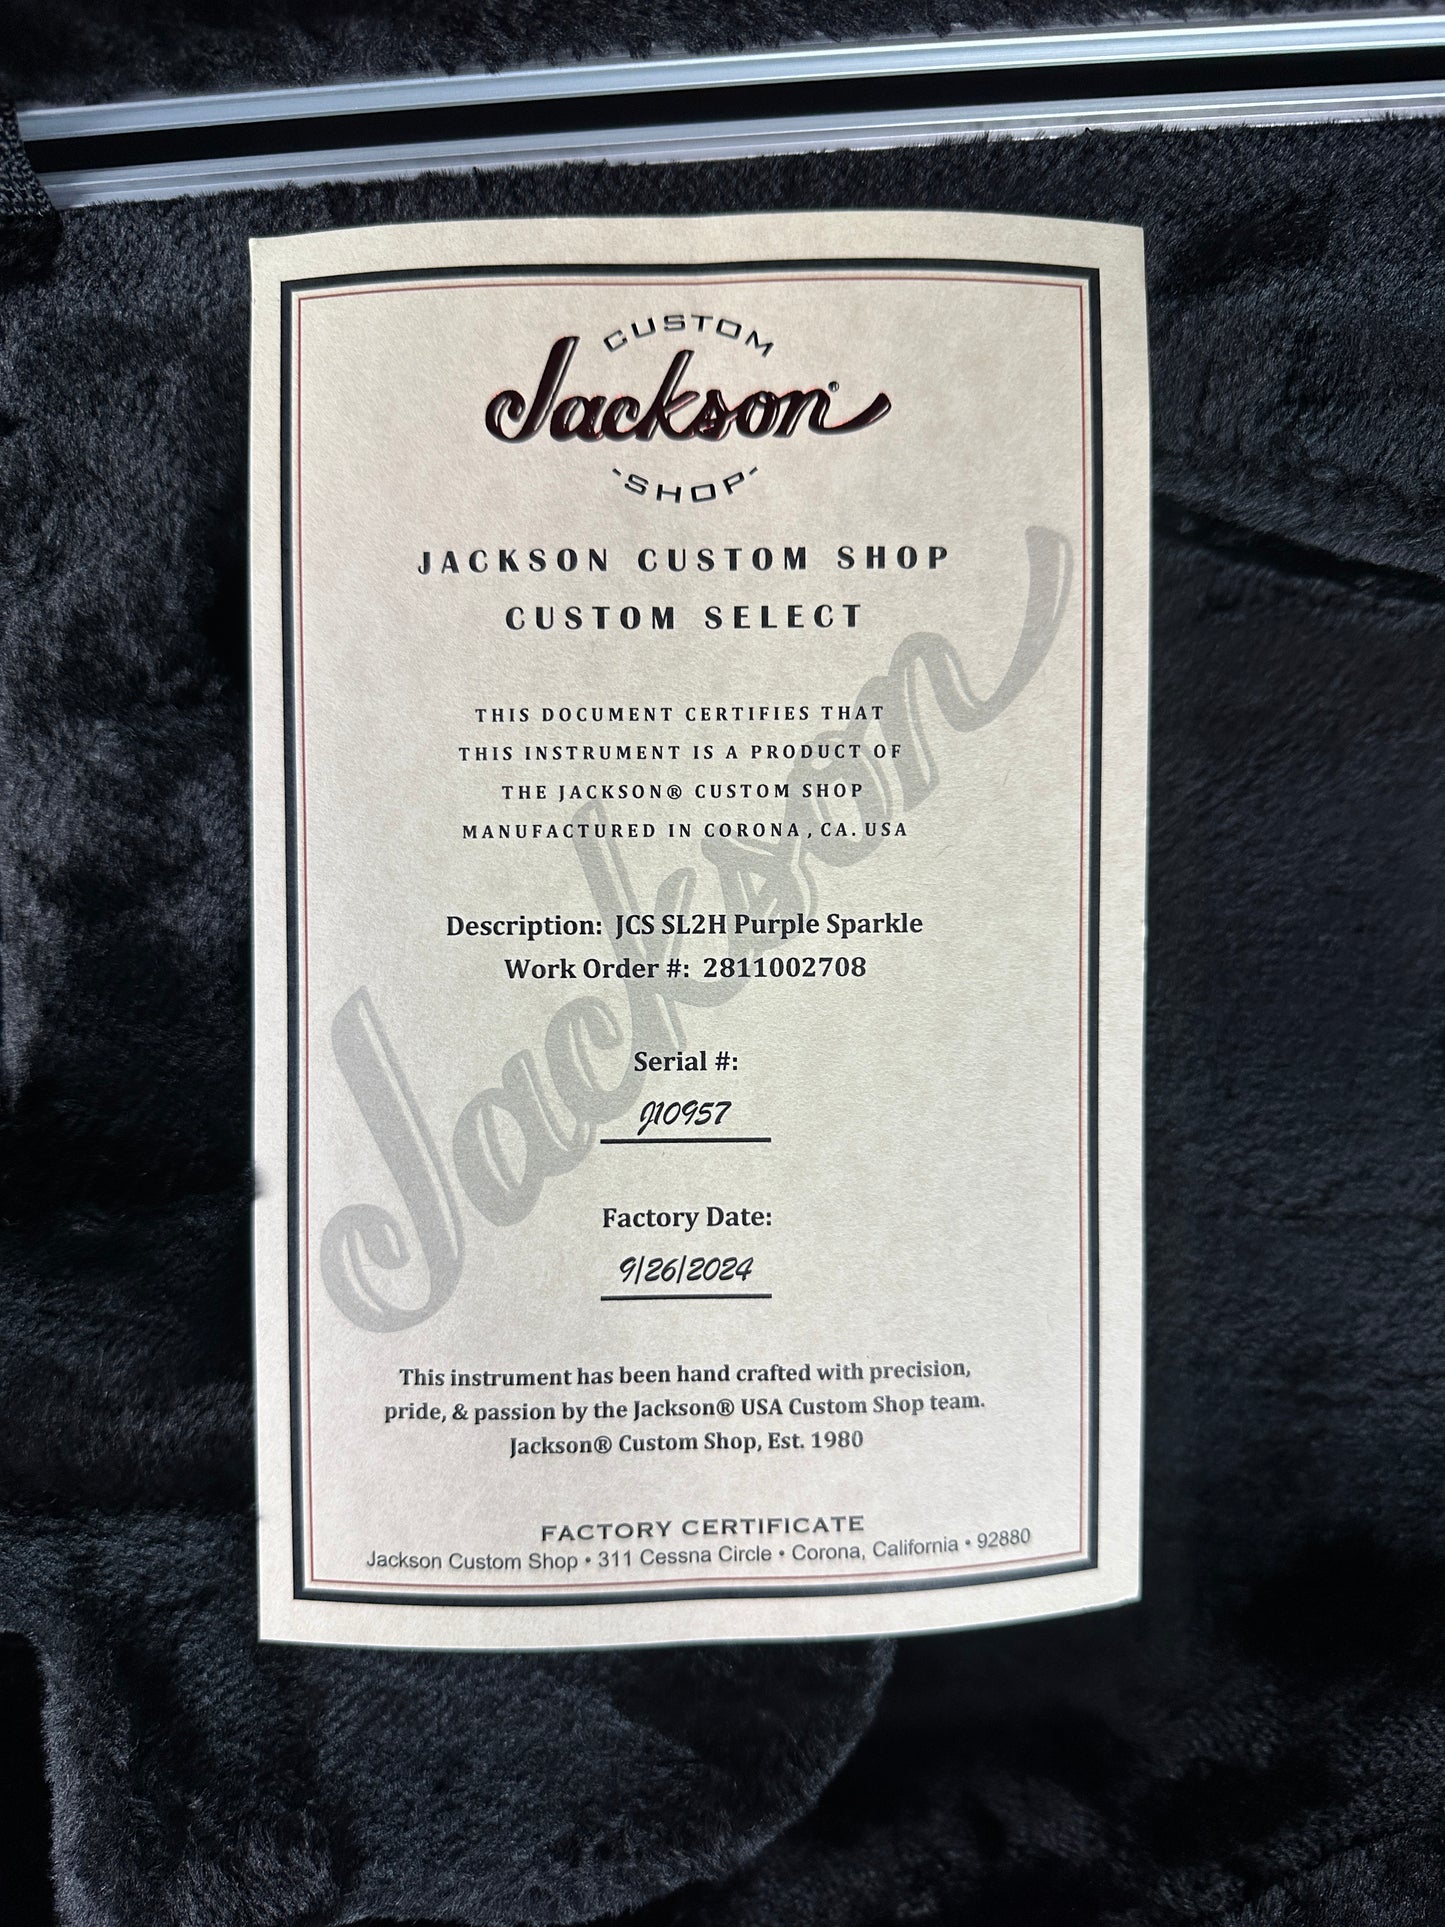 CUSTOM
Jackson®
-SHOP-
JACKSON CUSTOM SHOP
CUSTOM SELECT
THIS DOCUMENT CERTIFIES THAT
THIS INSTRUMENT IS A PRODUCT OF
THE JACKSON® CUSTOM SHOP
MANUFACTURED IN CORONA, CA. USA
Jackson
Description: JCS SL2H Purple Sparkle
Work Order #: 2811002708
Serial #:
J10957
Factory Date:
9/26/2024
This instrument has been hand crafted with precision,
pride, & passion by the Jackson® USA Custom Shop team.
Jackson® Custom Shop, Est. 1980
FACTORY CERTIFICATE
Jackson Custom Shop • 311 Cessna Circle • Corona, California • 92880